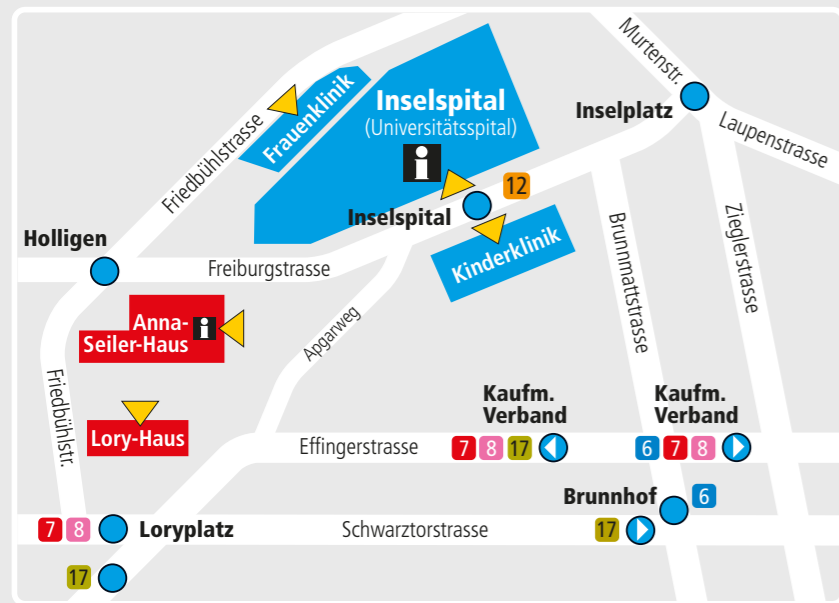 Murtenstr.
Inselspital
(Universitätsspital)
i
Frauenklinik
Friedbühlstrasse
Inselplatz
Laupenstrasse
12
Inselspital
Kinderklinik
Brunnmattstrasse
Zieglerstrasse
Holligen
Freiburgstrasse
Anna-
Seiler-Haus
i
Apgarweg
Friedbühlstr.
Lory-Haus
Kaufm.
Verband
Kaufm.
Verband
Effingerstrasse
7 8 17
6 7 8
Brunnhof
6
7 8
Loryplatz
Schwarztorstrasse
17
17